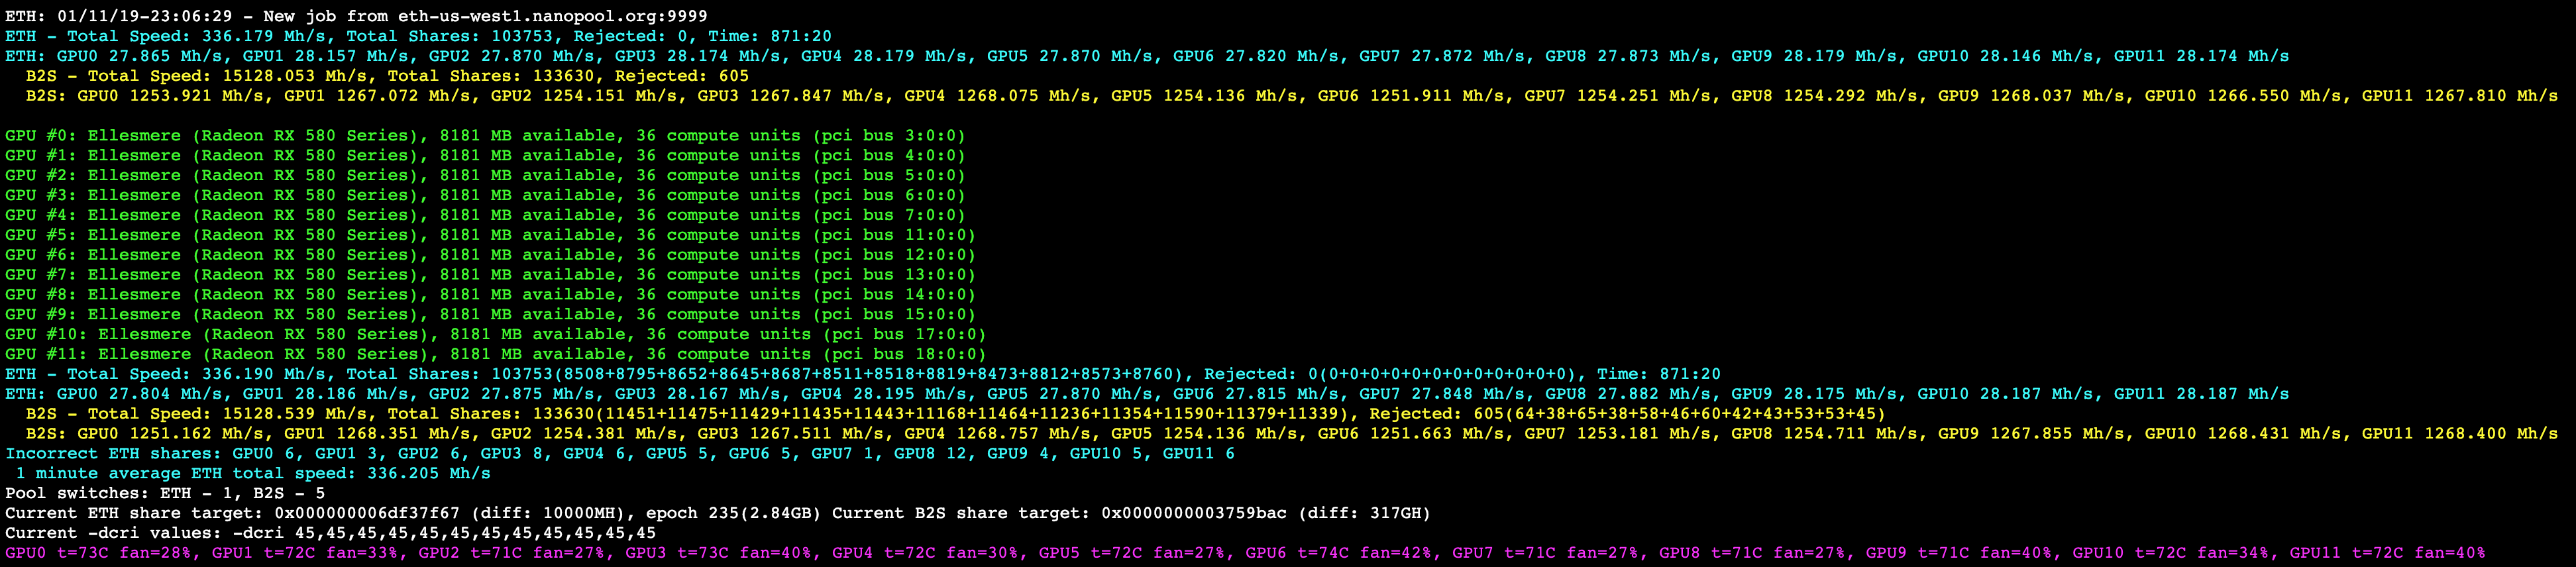 ETH: 01/11/19-23:06:29 - New job from eth-us-west1.nanopool.org:9999
ETH - Total Speed: 336.179 Mh/s, Total Shares: 103753, Rejected: 0, Time: 871:20
ETH: GPU0 27.865 Mh/s, GPU1 28.157 Mh/s, GPU2 27.870 Mh/s, GPU3 28.174 Mh/s, GPU4 28.179 Mh/s, GPU5 27.870 Mh/s, GPU6 27.820 Mh/s, GPU7 27.872 Mh/s, GPU8 27.873 Mh/s, GPU9 28.179 Mh/s, GPU10 28.146 Mh/s, GPU11 28.174 Mh/s
B2S - Total Speed: 15128.053 Mh/s, Total Shares: 133630, Rejected: 605
B2S: GPU0 1253.921 Mh/s, GPU1 1267.072 Mh/s, GPU2 1254.151 Mh/s, GPU3 1267.847 Mh/s, GPU4 1268.075 Mh/s, GPU5 1254.136 Mh/s, GPU6 1251.911 Mh/s, GPU7 1254.251 Mh/s, GPU8 1254.292 Mh/s, GPU9 1268.037 Mh/s, GPU10 1266.550 Mh/s, GPU11 1267.810 Mh/s
GPU #0: Ellesmere (Radeon RX 580 Series), 8181 MB available, 36 compute units (pci bus 3:0:0)
GPU #1: Ellesmere (Radeon RX 580 Series), 8181 MB available, 36 compute units (pci bus 4:0:0)
GPU #2: Ellesmere (Radeon RX 580 Series), 8181 MB available, 36 compute units (pci bus 5:0:0)
GPU #3: Ellesmere (Radeon RX 580 Series), 8181 MB available, 36 compute units (pci bus 6:0:0)
GPU #4: Ellesmere (Radeon RX 580 Series), 8181 MB available, 36 compute units (pci bus 7:0:0)
GPU #5: Ellesmere (Radeon RX 580 Series), 8181 MB available, 36 compute units (pci bus 11:0:0)
GPU #6: Ellesmere (Radeon RX 580 Series), 8181 MB available, 36 compute units (pci bus 12:0:0)
GPU #7: Ellesmere (Radeon RX 580 Series), 8181 MB available, 36 compute units (pci bus 13:0:0)
GPU #8: Ellesmere (Radeon RX 580 Series), 8181 MB available, 36 compute units (pci bus 14:0:0)
GPU #9: Ellesmere (Radeon RX 580 Series), 8181 MB available, 36 compute units (pci bus 15:0:0)
GPU #10: Ellesmere (Radeon RX 580 Series), 8181 MB available, 36 compute units (pci bus 17:0:0)
GPU #11: Ellesmere (Radeon RX 580 Series), 8181 MB available, 36 compute units (pci bus 18:0:0)
ETH - Total Speed: 336.190 Mh/s, Total Shares: 103753(8508+8795+8652+8645+8687+8511+8518+8819+8473+8812+8573+8760), Rejected: 0(0+0+0+0+0+0+0+0+0+0+0+0), Time: 871:20
ETH: GPU0 27.804 Mh/s, GPU1 28.186 Mh/s, GPU2 27.875 Mh/s, GPU3 28.167 Mh/s, GPU4 28.195 Mh/s, GPU5 27.870 Mh/s, GPU6 27.815 Mh/s, GPU7 27.848 Mh/s, GPU8 27.882 Mh/s, GPU9 28.175 Mh/s, GPU10 28.187 Mh/s, GPU11 28.187 Mh/s
B2S - Total Speed: 15128.539 Mh/s, Total Shares: 133630(11451+11475+11429+11435+11443+11168+11464+11236+11354+11590+11379+11339), Rejected: 605(64+38+65+38+58+46+60+42+43+53+53+45)
B2S: GPU0 1251.162 Mh/s, GPU1 1268.351 Mh/s, GPU2 1254.381 Mh/s, GPU3 1267.511 Mh/s, GPU4 1268.757 Mh/s, GPU5 1254.136 Mh/s, GPU6 1251.663 Mh/s, GPU7 1253.181 Mh/s, GPU8 1254.711 Mh/s, GPU9 1267.855 Mh/s, GPU10 1268.431 Mh/s, GPU11 1268.400 Mh/s
Incorrect ETH shares: GPU0 6, GPU1 3, GPU2 6, GPU3 8, GPU4 6, GPU5 5, GPU6 5, GPU7 1, GPU8 12, GPU9 4, GPU10 5, GPU11 6
1 minute average ETH total speed: 336.205 Mh/s
Pool switches: ETH - 1, B2S - 5
Current ETH share target: 0x000000006df37f67 (diff: 10000MH), epoch 235(2.84GB) Current B2S share target: 0x0000000003759bac (diff: 317GH)
Current -dcri values: -dcri 45,45,45,45,45,45,45,45,45,45,45,45
GPU0 t=73C fan=28%, GPU1 t=72C fan=33%, GPU2 t=71C fan=27%, GPU3 t=73C fan=40%, GPU4 t=72C fan=30%, GPU5 t=72C fan=27%, GPU6 t=74C fan=42%, GPU7 t=71C fan=27%, GPU8 t=71C fan=27%, GPU9 t=71C fan=40%, GPU10 t=72C fan=34%, GPU11 t=72C fan=40%